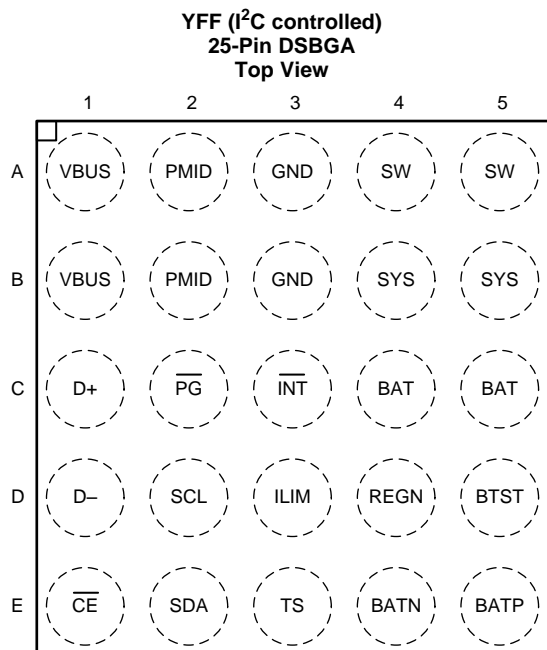 YFF (I²C controlled)
25-Pin DSBGA
Top View
1 2 3 4 5
A VBUS PMID GND SW SW
B VBUS PMID GND SYS SYS
C D+ P̅G̅ I̅N̅T̅ BAT BAT
D D– SCL ILIM REGN BTST
E C̅E̅ SDA TS BATN BATP